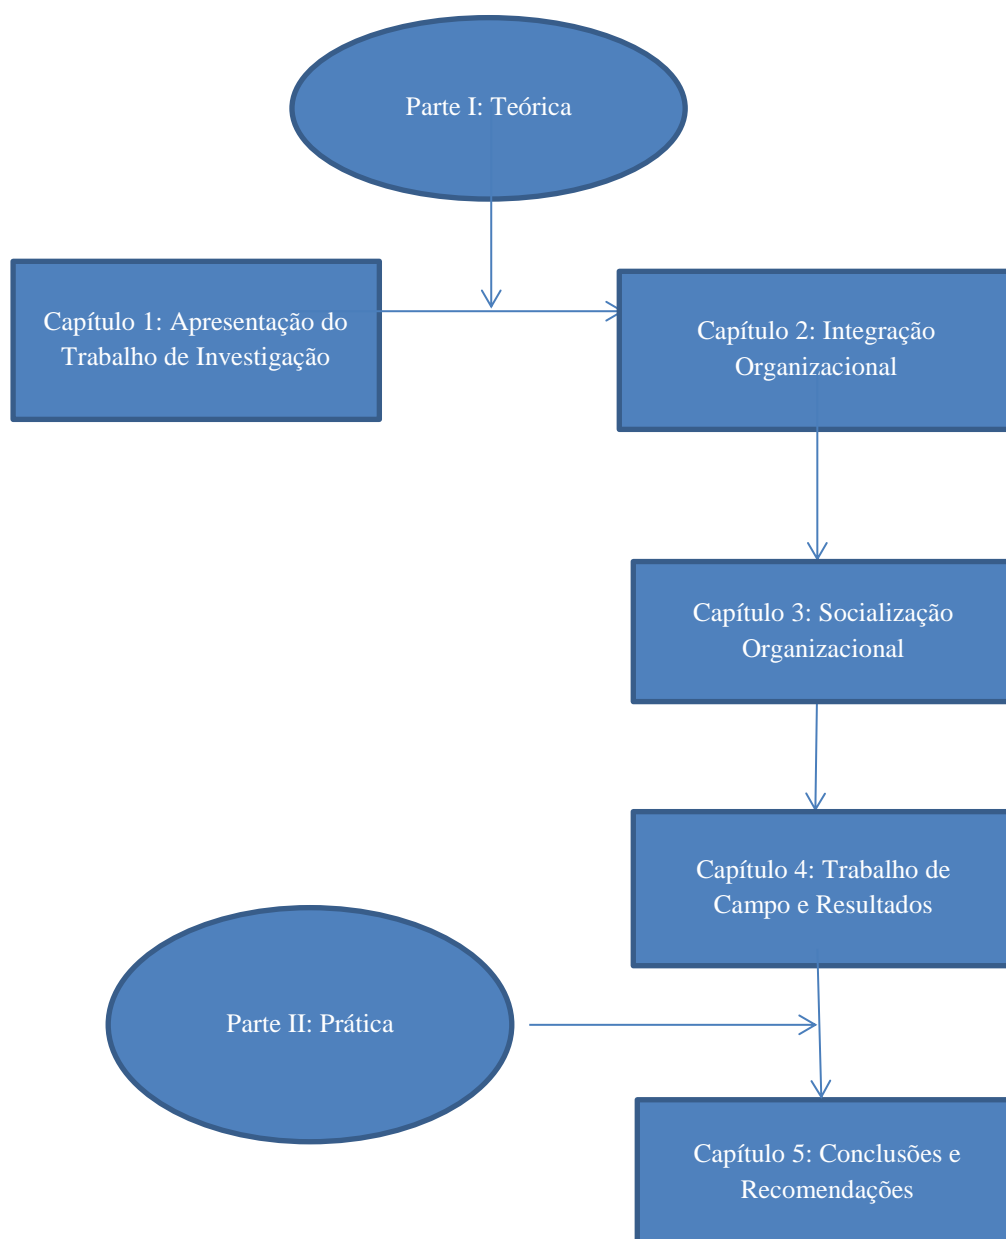 Parte I: Teórica
Capítulo 1: Apresentação do
Trabalho de Investigação
Capítulo 2: Integração
Organizacional
Capítulo 3: Socialização
Organizacional
Capítulo 4: Trabalho de
Campo e Resultados
Parte II: Prática
Capítulo 5: Conclusões e
Recomendações